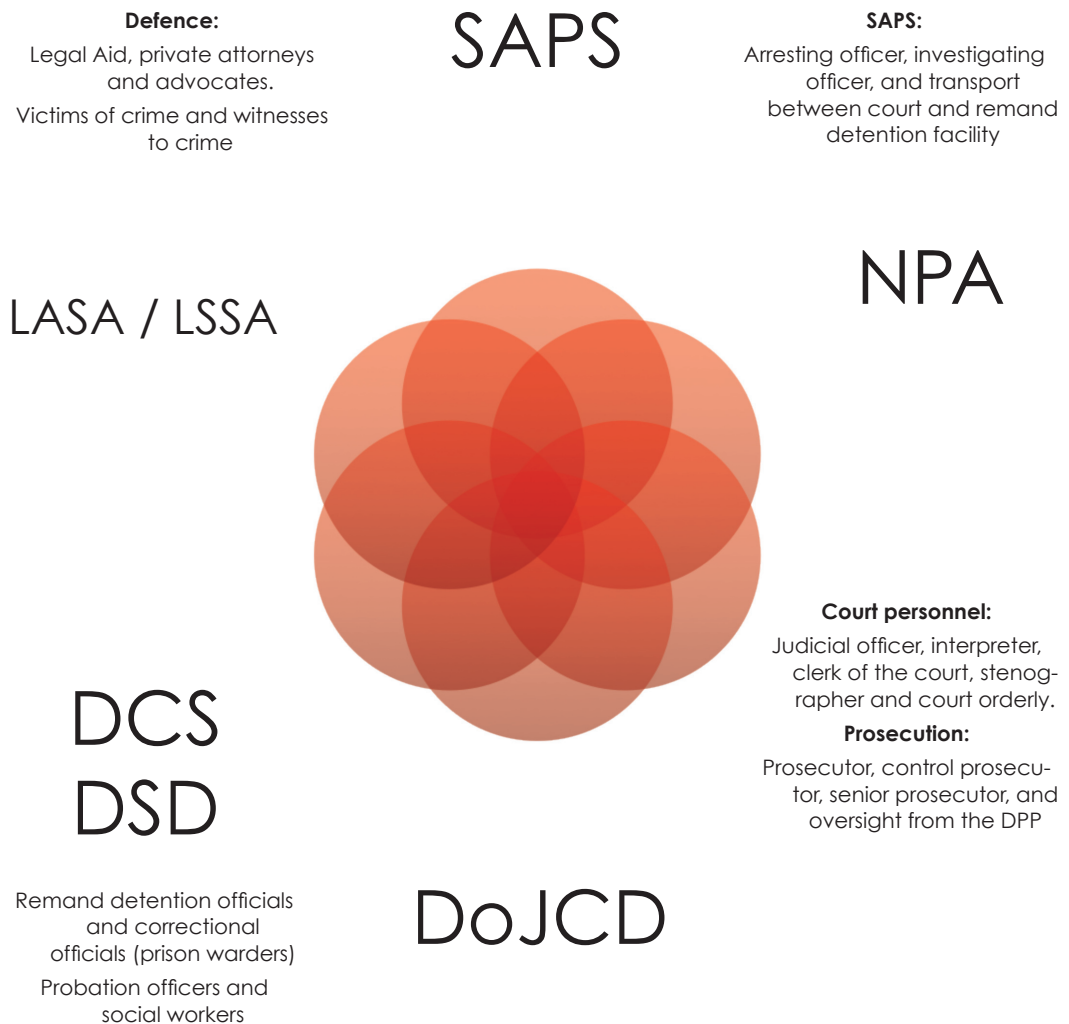 Defence:
Legal Aid, private attorneys
and advocates.
Victims of crime and witnesses
to crime
SAPS
SAPS:
Arresting officer, investigating
officer, and transport
between court and remand
detention facility
NPA
LASA / LSSA
Court personnel:
Judicial officer, interpreter,
clerk of the court, stenog-
rapher and court orderly.
Prosecution:
Prosecutor, control prosecu-
tor, senior prosecutor, and
oversight from the DPP
DCS
DSD
Remand detention officials
and correctional
officials (prison warders)
Probation officers and
social workers
DoJCD